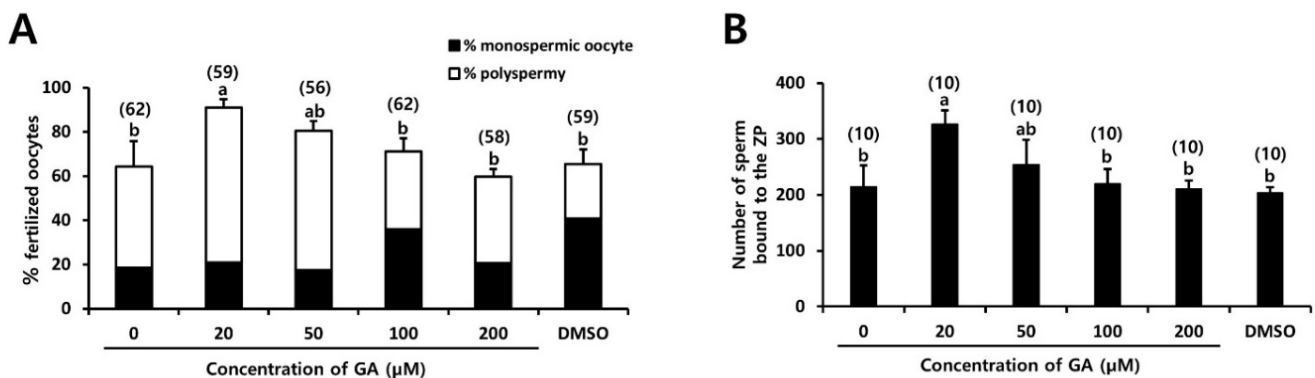 A
■ % monospermic oocyte
□ % polyspermy
% fertilized oocytes
100
80
60
40
20
0
(62)
b
(59)
a
(56)
ab
(62)
b
(58)
b
(59)
b
0 20 50 100 200 DMSO
Concentration of GA (μM)
B
Number of sperm
bound to the ZP
400
300
200
100
0
(10)
b
(10)
a
(10)
ab
(10)
b
(10)
b
(10)
b
0 20 50 100 200 DMSO
Concentration of GA (μM)